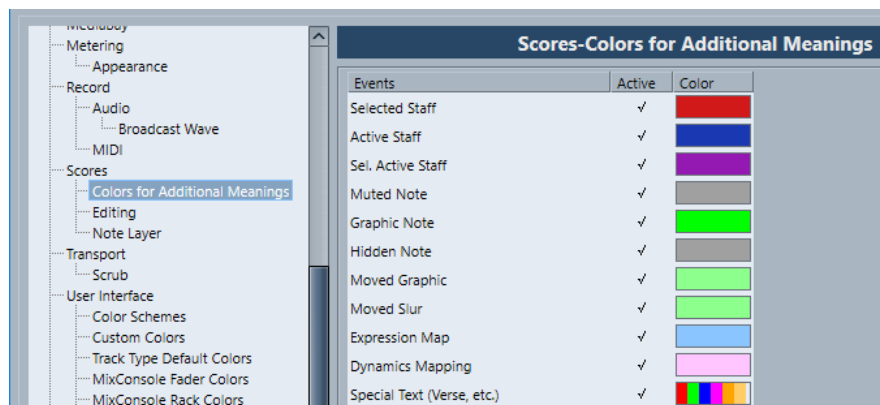 MediaBay
Metering
Appearance
Record
Audio
Broadcast Wave
MIDI
Scores
Colors for Additional Meanings
Editing
Note Layer
Transport
Scrub
User Interface
Color Schemes
Custom Colors
Track Type Default Colors
MixConsole Fader Colors
MixConsole Rack Colors
Scores-Colors for Additional Meanings
Events Active Color
Selected Staff
Active Staff
Sel. Active Staff
Muted Note
Graphic Note
Hidden Note
Moved Graphic
Moved Slur
Expression Map
Dynamics Mapping
Special Text (Verse, etc.)